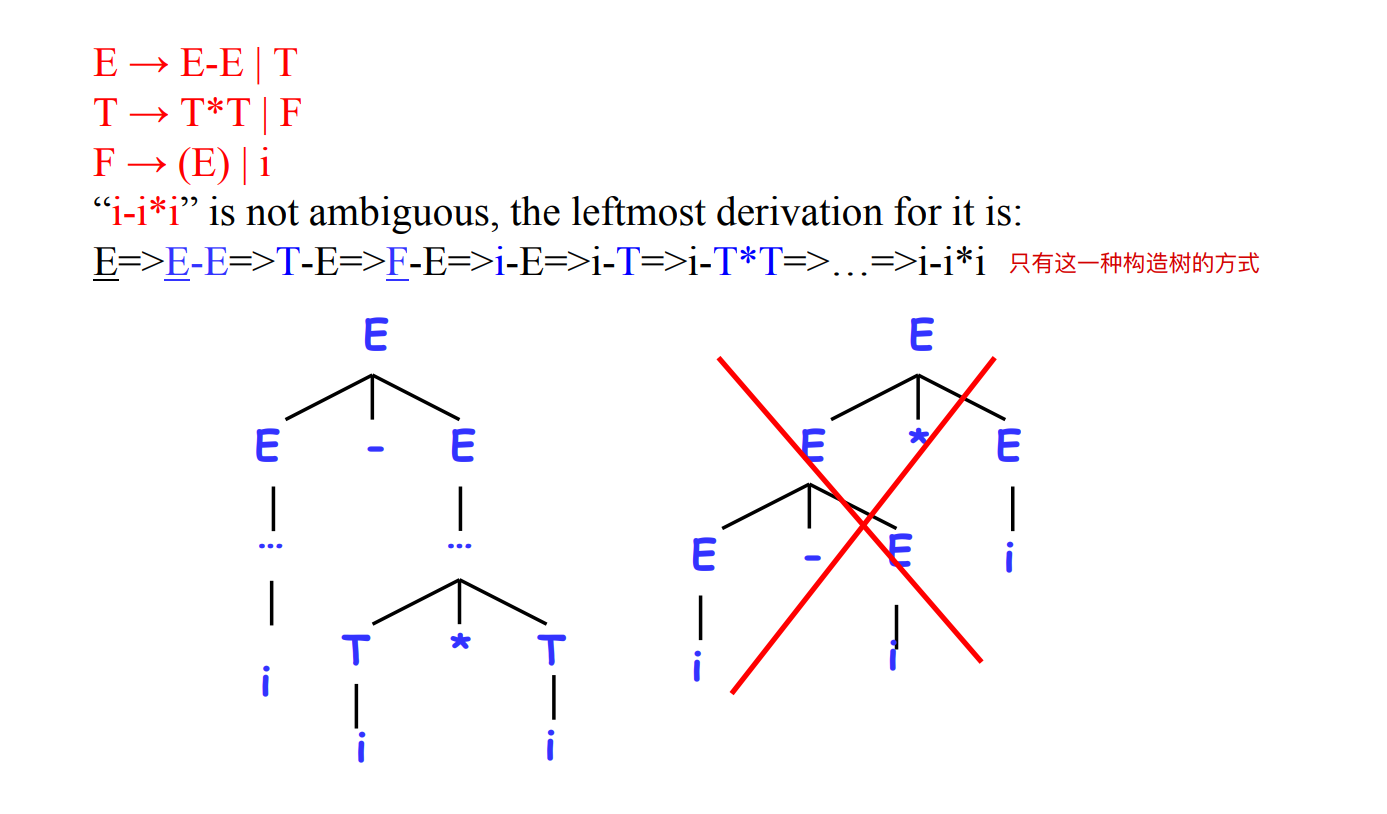 E → E-E | T
T → T*T | F
F → (E) | i
“i-i*i” is not ambiguous, the leftmost derivation for it is:
E=>E-E=>T-E=>F-E=>i-E=>i-T=>i-T*T=>…=>i-i*i 只有这一种构造树的方式
E
E - E
... ...
T * T
i
i i
E
E * E
E - E i
i i